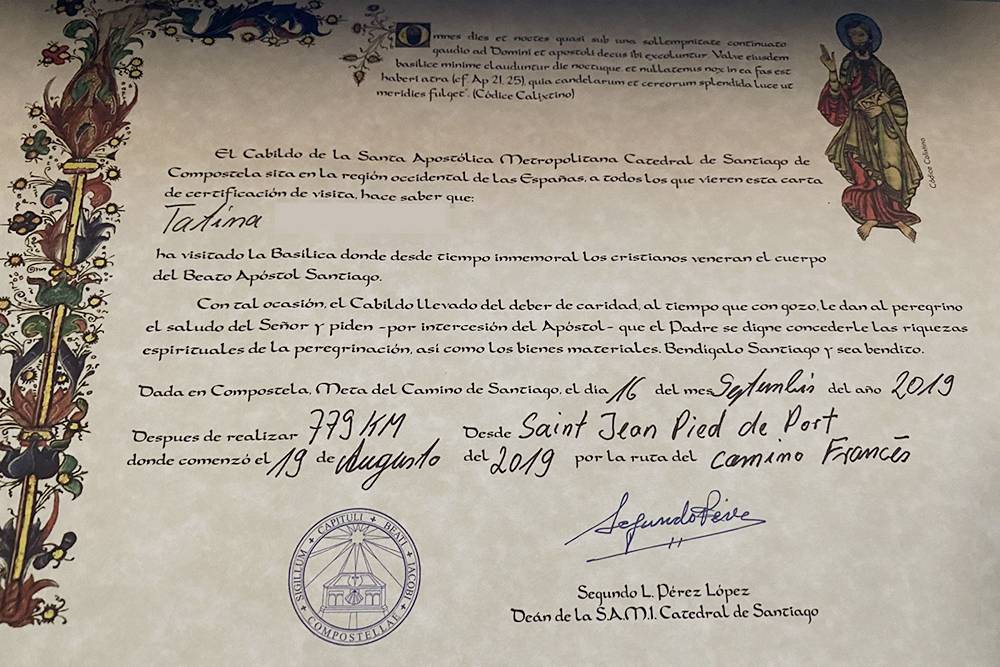 Omnes dies et noctes quasi sub una sollempnitate continuato
gaudio ad Domini et apostoli decus ibi excoluntur. Valve eiusdem
basilice minime clauduntur die noctuque, et nullatenus nox in ea fas est
haberi atra (cf Ap 21, 25), quia candelarum et cereorum splendida luce ut
meridies fulget". (Códice Calixtino)
Códice Calixtino
El Cabildo de la Santa Apostólica Metropolitana Catedral de Santiago de
Compostela sita en la región occidental de las Españas, a todos los que vieren esta carta
de certificación de visita, hace saber que:
Tatina
ha visitado la Basílica donde desde tiempo inmemoral los cristianos veneran el cuerpo
del Beato Apóstol Santiago.
Con tal ocasión, el Cabildo llevado del deber de caridad, al tiempo que con gozo, le dan al peregrino
el saludo del Señor y piden -por intercesión del Apóstol- que el Padre se digne concederle las riquezas
espirituales de la peregrinación, así como los bienes materiales. Bendígalo Santiago y sea bendito.
Dada en Compostela, Meta del Camino de Santiago, el día 16 del mes Septembris del año 2019
Despues de realizar 779 KM Desde Saint Jean Pied de Port
donde comenzó el 19 de Augusto del 2019 por la ruta del Camino Francés
SIGILLUM CAPITULI BEATI IACOBI
COMPOSTELLAE
Segundo Pérez
Segundo L. Pérez López
Deán de la S.A.M.I. Catedral de Santiago